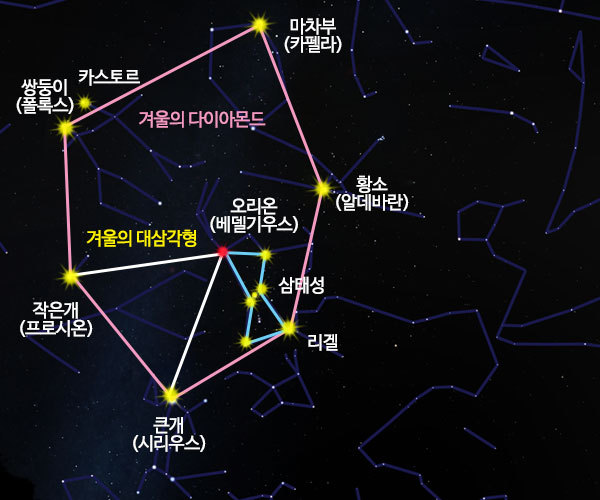 마차부
(카펠라)
카스토르
쌍둥이
(폴룩스)
겨울의 다이아몬드
황소
(알데바란)
오리온
(베델기우스)
겨울의 대삼각형
삼태성
작은개
(프로시온)
리겔
큰개
(시리우스)